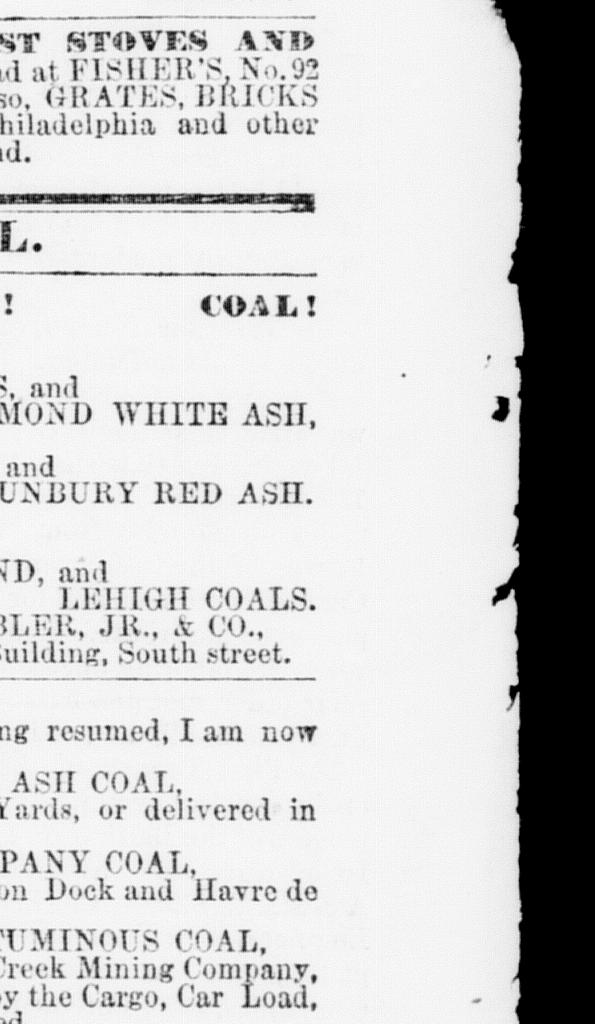 ST STOVES AND
d at FISHER'S, No. 92
so, GRATES, BRICKS
hiladelphia and other
d.
L.
! COAL!
S, and
MOND WHITE ASH,
and
UNBURY RED ASH.
ND, and
LEHIGH COALS.
BLER, JR., & CO.,
Building, South street.
ng resumed, I am now
ASH COAL,
Yards, or delivered in
PANY COAL,
on Dock and Havre de
TUMINOUS COAL,
Creek Mining Company,
by the Cargo, Car Load,